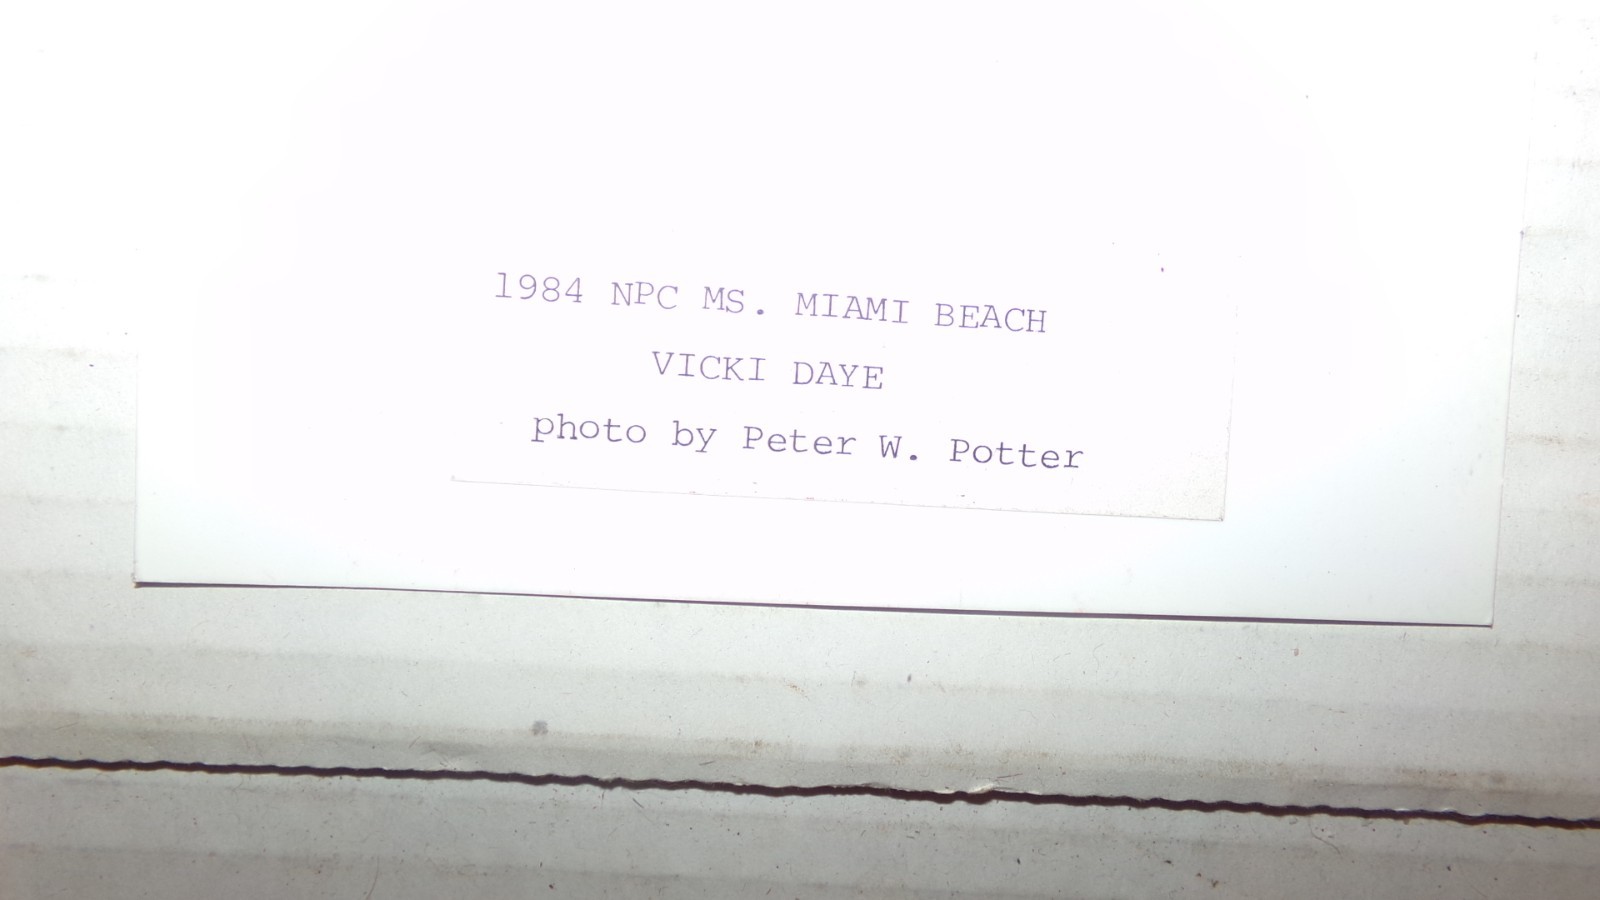 1984 NPC MS. MIAMI BEACH
VICKI DAYE
photo by Peter W. Potter